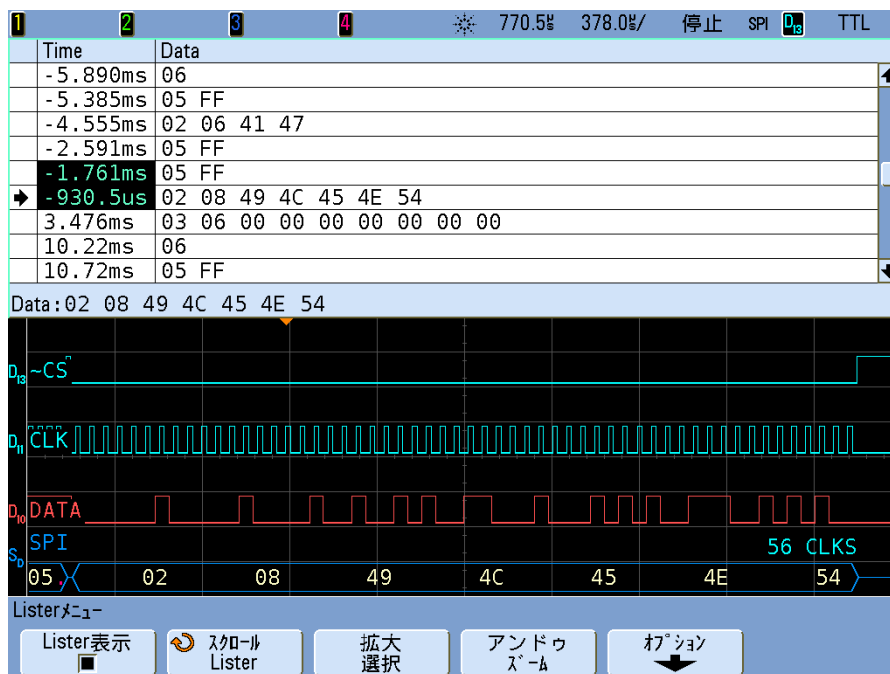 1 2 3 4 770.5㎲ 378.0㎲/ 停止 SPI D13 TTL
Time Data
-5.890ms 06
-5.385ms 05 FF
-4.555ms 02 06 41 47
-2.591ms 05 FF
-1.761ms 05 FF
-930.5us 02 08 49 4C 45 4E 54
3.476ms 03 06 00 00 00 00 00 00 00
10.22ms 06
10.72ms 05 FF
Data:02 08 49 4C 45 4E 54
D13 ~CS
D11 CLK
D10 DATA
SD SPI 56 CLKS
05. 02 08 49 4C 45 4E 54
Listerﾒﾆｭｰ
Lister表示
ｽｸﾛｰﾙ
Lister
拡大
選択
アンドゥ
ｽﾞｰﾑ
ｵﾌﾟｼｮﾝ